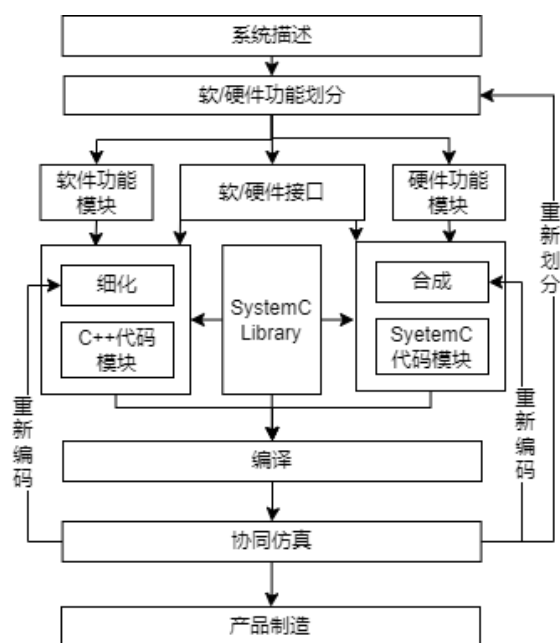 系统描述
软/硬件功能划分
软件功能
模块
软/硬件接口
硬件功能
模块
重新划分
细化
C++代码
模块
SystemC
Library
合成
SyetemC
代码模块
重新编码
重新编码
编译
协同仿真
产品制造